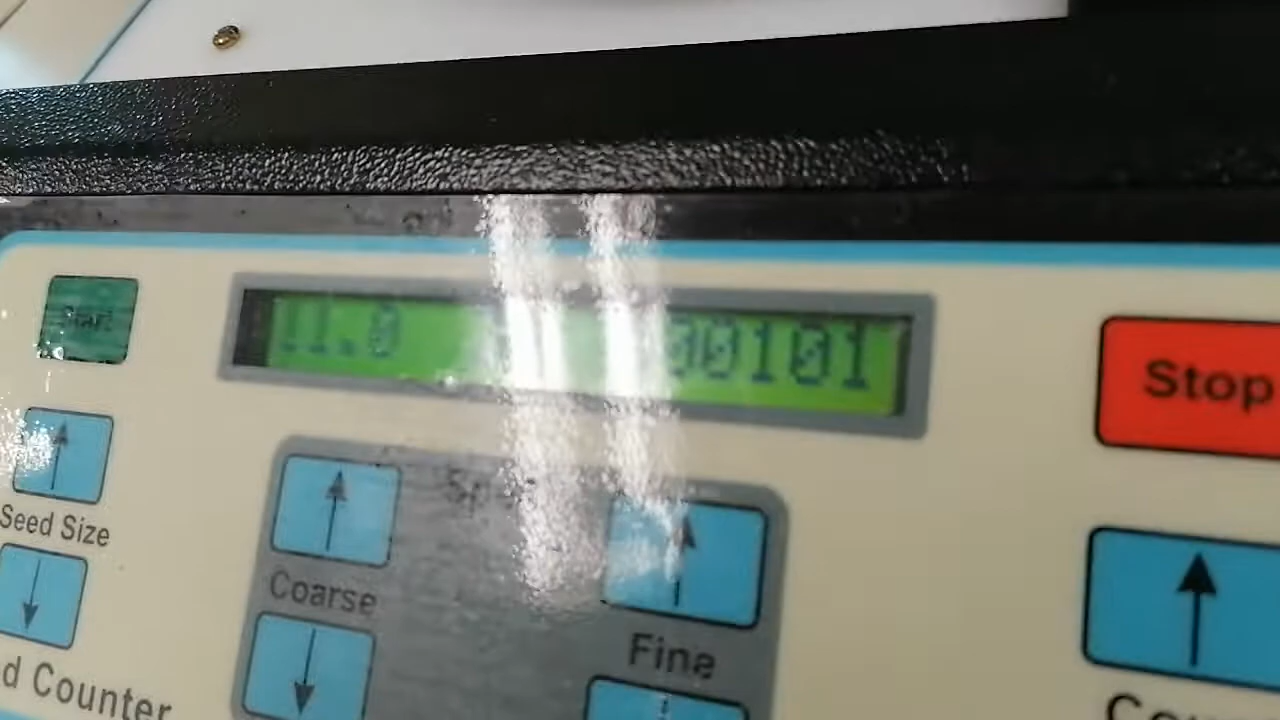 Start
11.0 00101
Stop
Seed Size
Coarse
Fine
d Counter